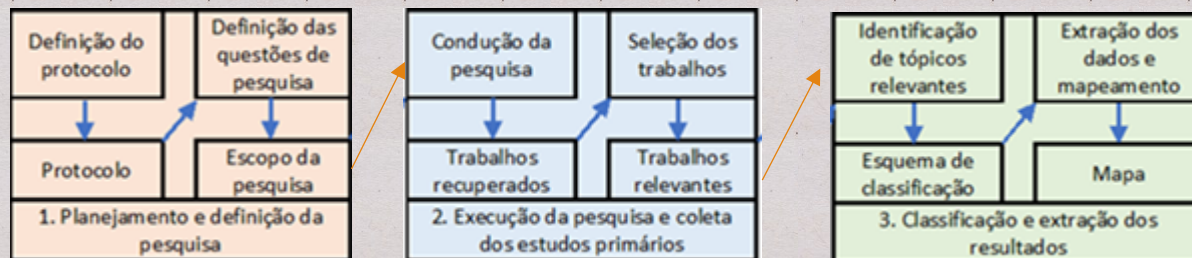 Definição do
protocolo
Definição das
questões de
pesquisa
Protocolo
Escopo da
pesquisa
1. Planejamento e definição da
pesquisa
Condução da
pesquisa
Seleção dos
trabalhos
Trabalhos
recuperados
Trabalhos
relevantes
2. Execução da pesquisa e coleta
dos estudos primários
Identificação
de tópicos
relevantes
Extração dos
dados e
mapeamento
Esquema de
classificação
Mapa
3. Classificação e extração dos
resultados